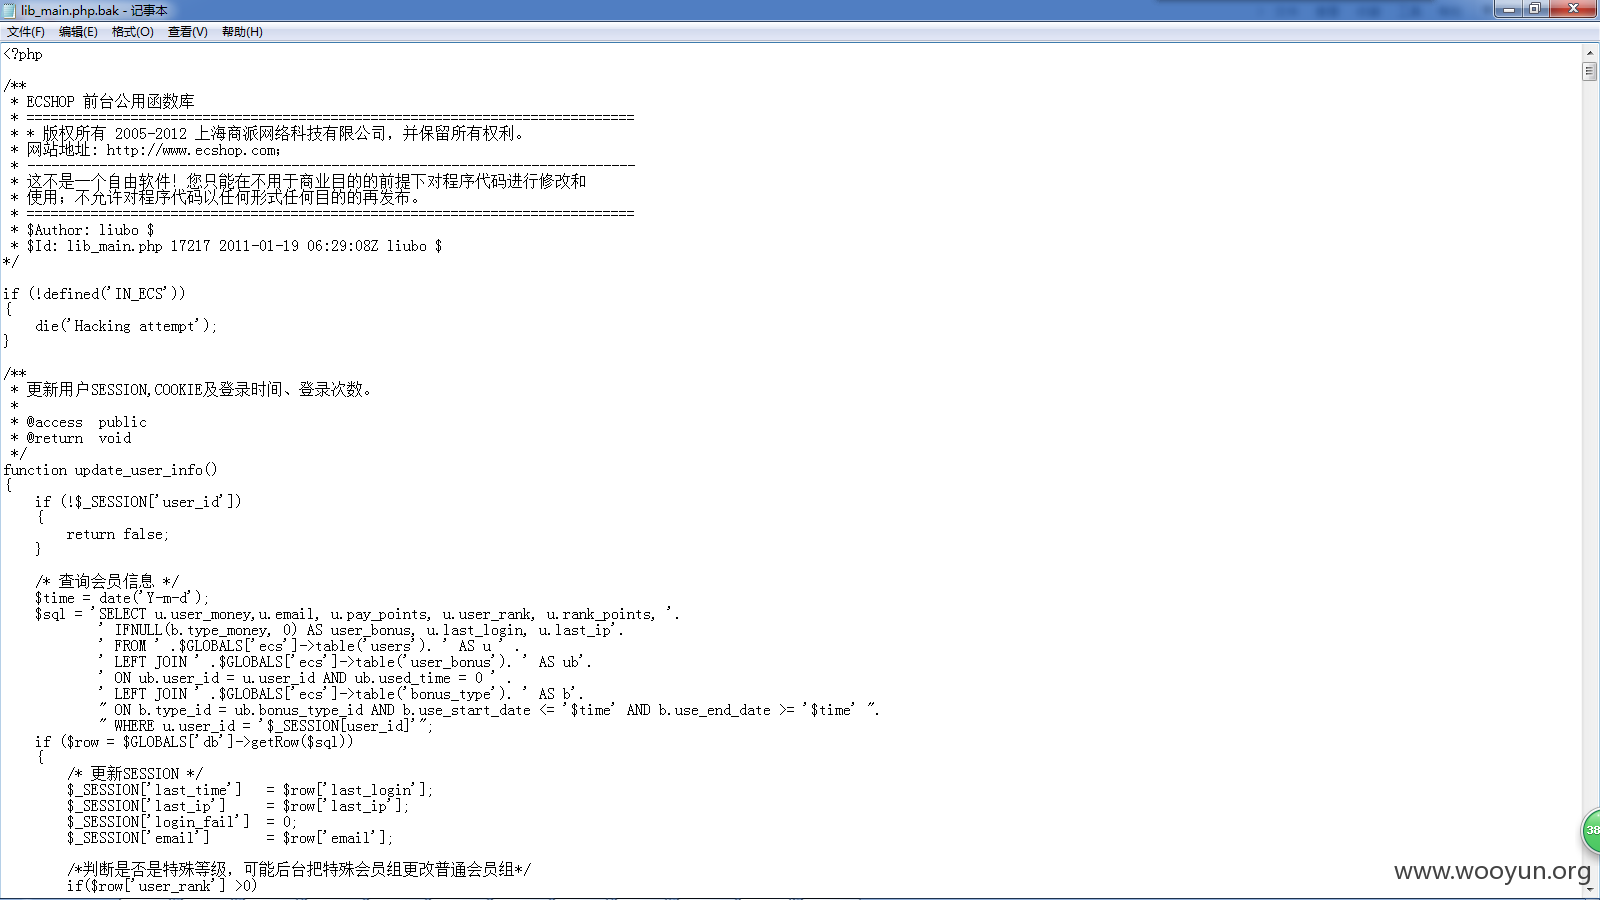 lib_main.php.bak - 记事本
文件(F) 编辑(E) 格式(O) 查看(V) 帮助(H)
<?php
/**
 * ECSHOP 前台公用函数库
 * ============================================================================
 * * 版权所有 2005-2012 上海商派网络科技有限公司，并保留所有权利。
 * 网站地址: http://www.ecshop.com；
 * ----------------------------------------------------------------------------
 * 这不是一个自由软件！您只能在不用于商业目的的前提下对程序代码进行修改和
 * 使用；不允许对程序代码以任何形式任何目的的再发布。
 * ============================================================================
 * $Author: liubo $
 * $Id: lib_main.php 17217 2011-01-19 06:29:08Z liubo $
*/
if (!defined('IN_ECS'))
{
    die('Hacking attempt');
}
/**
 * 更新用户SESSION,COOKIE及登录时间、登录次数。
 *
 * @access  public
 * @return  void
 */
function update_user_info()
{
    if (!$_SESSION['user_id'])
    {
        return false;
    }
    /* 查询会员信息 */
    $time = date('Y-m-d');
    $sql = 'SELECT u.user_money,u.email, u.pay_points, u.user_rank, u.rank_points, '.
            ' IFNULL(b.type_money, 0) AS user_bonus, u.last_login, u.last_ip'.
            ' FROM ' .$GLOBALS['ecs']->table('users'). ' AS u ' .
            ' LEFT JOIN ' .$GLOBALS['ecs']->table('user_bonus'). ' AS ub'.
            ' ON ub.user_id = u.user_id AND ub.used_time = 0 ' .
            ' LEFT JOIN ' .$GLOBALS['ecs']->table('bonus_type'). ' AS b'.
            " ON b.type_id = ub.bonus_type_id AND b.use_start_date <= '$time' AND b.use_end_date >= '$time' ".
            " WHERE u.user_id = '$_SESSION[user_id]'";
    if ($row = $GLOBALS['db']->getRow($sql))
    {
        /* 更新SESSION */
        $_SESSION['last_time']   = $row['last_login'];
        $_SESSION['last_ip']     = $row['last_ip'];
        $_SESSION['login_fail']  = 0;
        $_SESSION['email']       = $row['email'];
        /*判断是否是特殊等级，可能后台把特殊会员组更改普通会员组*/
        if($row['user_rank'] >0)
38
www.wooyun.org